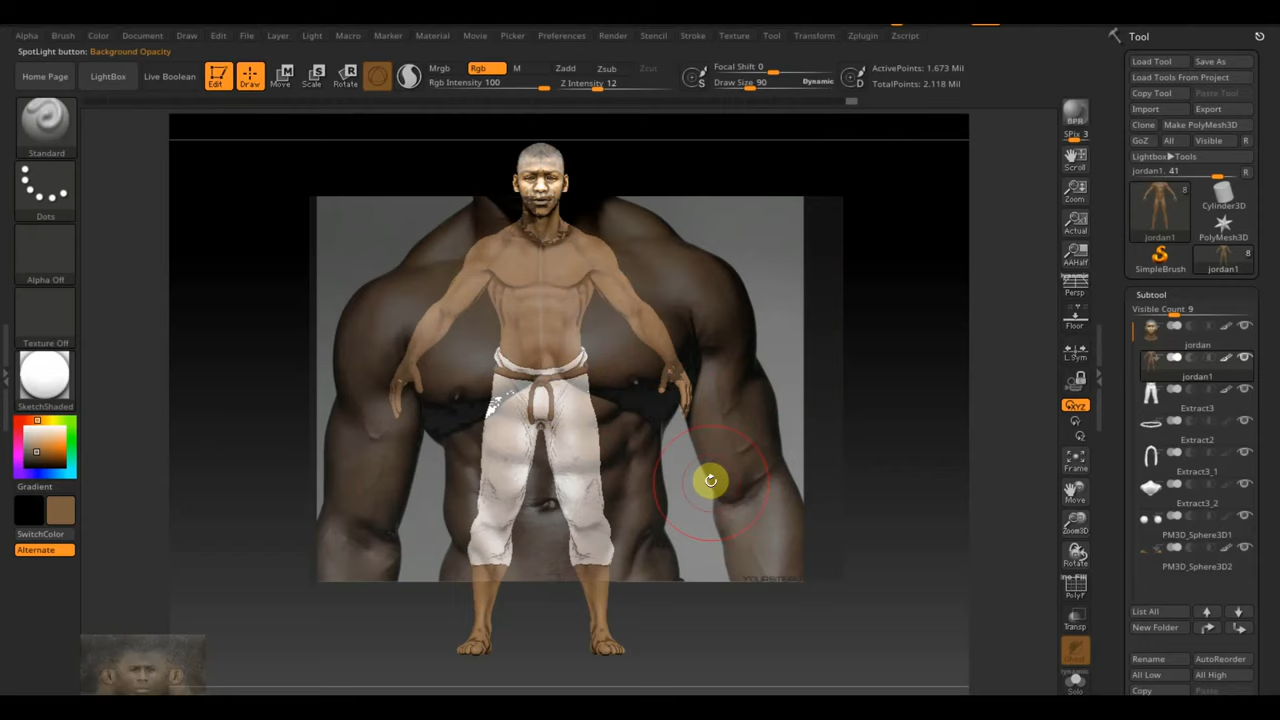 Tool
Alpha Brush Color Document Draw Edit File Layer Light Macro Marker Material Movie Picker Preferences Render Stencil Stroke Texture Tool Transform Zplugin Zscript
SpotLight button: Background Opacity
Home Page LightBox Live Boolean Edit Draw Move Scale Rotate
Mrgb Rgb M Zadd Zsub Zcut
Rgb Intensity 100 Z Intensity 12
S Focal Shift 0
Draw Size 90 Dynamic
D ActivePoints: 1.673 Mil
TotalPoints: 2.118 Mil
Standard
Dots
Alpha Off
Texture Off
SketchShaded
Gradient
SwitchColor
Alternate
BPR
SPix 3
Scroll
Zoom
Actual
AAHalf
Dynamic
Persp
Floor
L.Sym
XYZ
Frame
Move
Zoom3D
Rotate
PolyF
Transp
Solo
Load Tool Save As
Load Tools From Project
Copy Tool Paste Tool
Import Export
Clone Make PolyMesh3D
GoZ All Visible R
Lightbox▶Tools
jordan1. 41 R
8
jordan1
Cylinder3D
PolyMesh3D
SimpleBrush
8
jordan1
Subtool
Visible Count 9
jordan
jordan1
Extract3
Extract2
Extract3_1
Extract3_2
PM3D_Sphere3D1
PM3D_Sphere3D2
List All
New Folder
Rename AutoReorder
All Low All High
Copy Paste